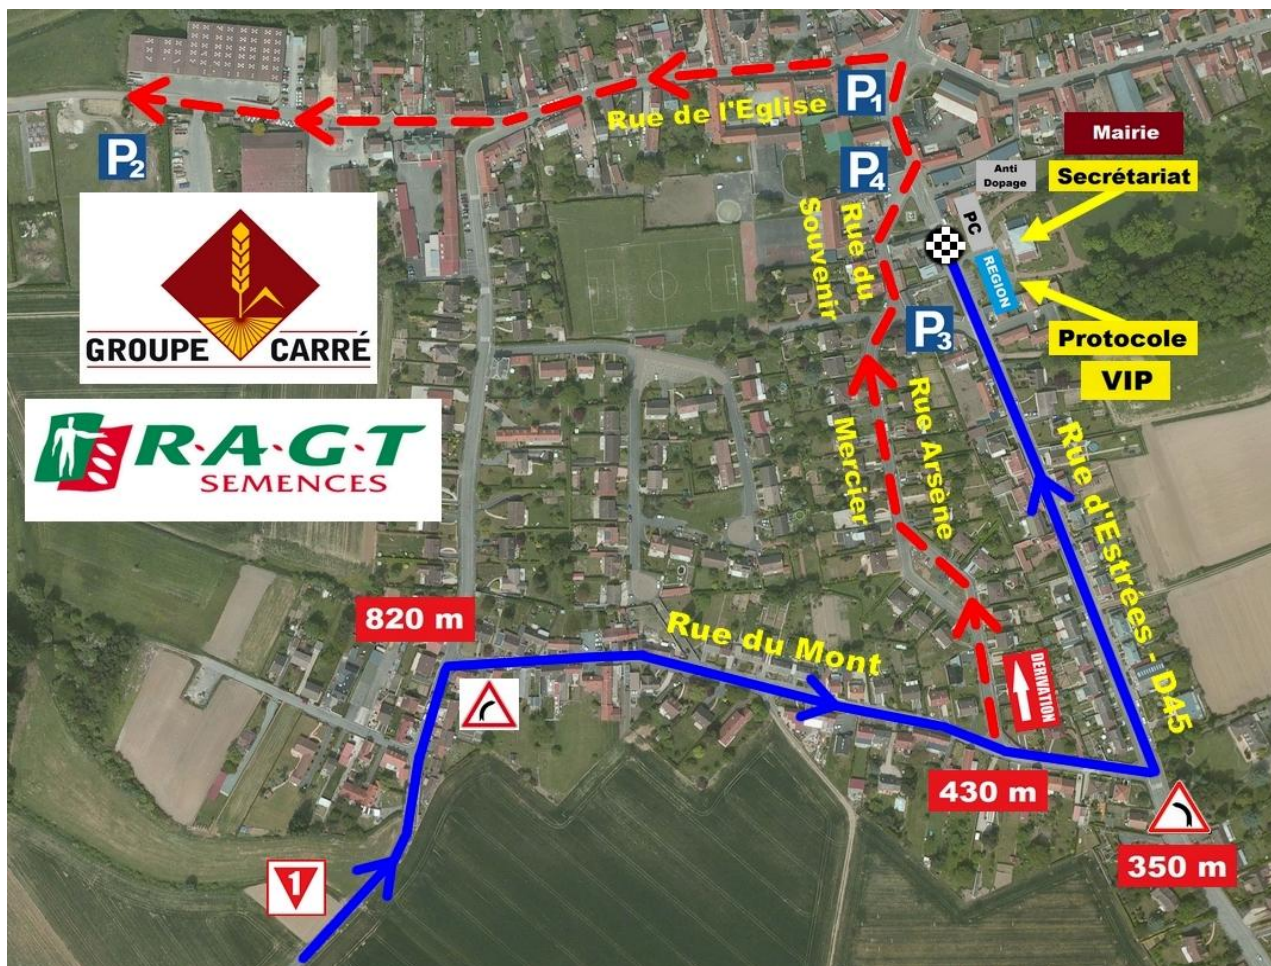 P1
Rue de l'Eglise
Mairie
P2
P4
Anti
Dopage
Secrétariat
Rue du
Souvenir
PC
REGION
GROUPE CARRÉ
P3
Protocole
VIP
R·A·G·T
SEMENCES
Rue Arsène
Mercier
Rue d'Estrées - D45
820 m
Rue du Mont
DERIVATION
430 m
1
350 m